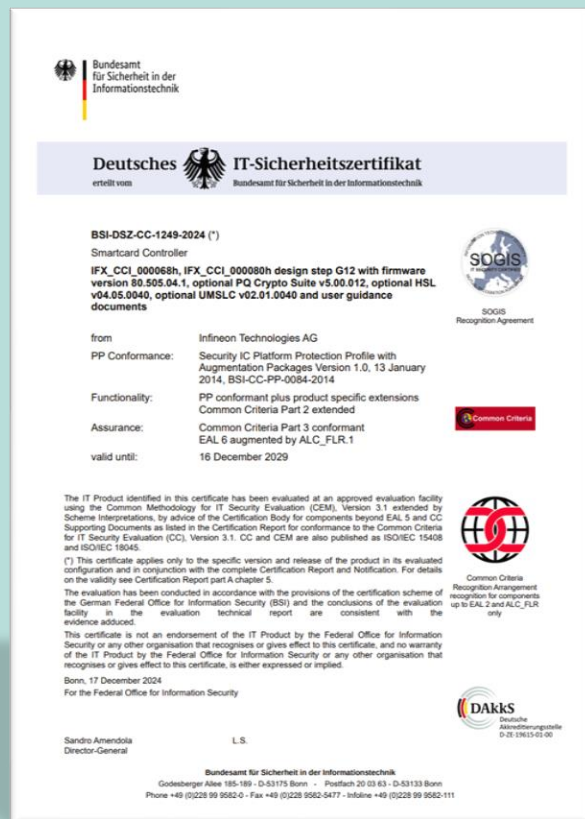 Bundesamt
für Sicherheit in der
Informationstechnik
Deutsches IT-Sicherheitszertifikat
erteilt vom Bundesamt für Sicherheit in der Informationstechnik
BSI-DSZ-CC-1249-2024 (*)
Smartcard Controller
IFX_CCI_000068h, IFX_CCI_000080h design step G12 with firmware
version 80.505.04.1, optional PQ Crypto Suite v5.00.012, optional HSL
v04.05.0040, optional UMSLC v02.01.0040 and user guidance
documents
SOGIS
IT SECURITY CERTIFIED
SOGIS
Recognition Agreement
from Infineon Technologies AG
PP Conformance: Security IC Platform Protection Profile with
Augmentation Packages Version 1.0, 13 January
2014, BSI-CC-PP-0084-2014
Functionality: PP conformant plus product specific extensions
Common Criteria Part 2 extended
Common Criteria
Assurance: Common Criteria Part 3 conformant
EAL 6 augmented by ALC_FLR.1
valid until: 16 December 2029
The IT Product identified in this certificate has been evaluated at an approved evaluation facility
using the Common Methodology for IT Security Evaluation (CEM), Version 3.1 extended by
Scheme Interpretations, by advice of the Certification Body for components beyond EAL 5 and CC
Supporting Documents as listed in the Certification Report for conformance to the Common Criteria
for IT Security Evaluation (CC), Version 3.1. CC and CEM are also published as ISO/IEC 15408
and ISO/IEC 18045.
(*) This certificate applies only to the specific version and release of the product in its evaluated
configuration and in conjunction with the complete Certification Report and Notification. For details
on the validity see Certification Report part A chapter 5.
The evaluation has been conducted in accordance with the provisions of the certification scheme of
the German Federal Office for Information Security (BSI) and the conclusions of the evaluation
facility in the evaluation technical report are consistent with the
evidence adduced.
Common Criteria
Recognition Arrangement
recognition for components
up to EAL 2 and ALC_FLR
only
This certificate is not an endorsement of the IT Product by the Federal Office for Information
Security or any other organisation that recognises or gives effect to this certificate, and no warranty
of the IT Product by the Federal Office for Information Security or any other organisation that
recognises or gives effect to this certificate, is either expressed or implied.
Bonn, 17 December 2024
For the Federal Office for Information Security
DAkkS
Deutsche
Akkreditierungsstelle
D-ZE-19615-01-00
Sandro Amendola L.S.
Director-General
Bundesamt für Sicherheit in der Informationstechnik
Godesberger Allee 185-189 - D-53175 Bonn - Postfach 20 03 63 - D-53133 Bonn
Phone +49 (0)228 99 9582-0 - Fax +49 (0)228 9582-5477 - Infoline +49 (0)228 99 9582-111